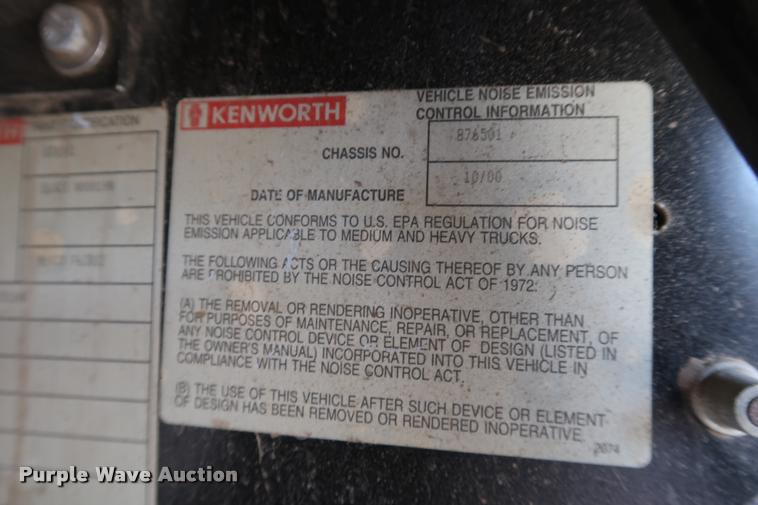 KENWORTH
VEHICLE NOISE EMISSION
CONTROL INFORMATION
CHASSIS NO.
876501
DATE OF MANUFACTURE
10/00
THIS VEHICLE CONFORMS TO U.S. EPA REGULATION FOR NOISE
EMISSION APPLICABLE TO MEDIUM AND HEAVY TRUCKS.
THE FOLLOWING ACTS OR THE CAUSING THEREOF BY ANY PERSON
ARE PROHIBITED BY THE NOISE CONTROL ACT OF 1972:
(A) THE REMOVAL OR RENDERING INOPERATIVE, OTHER THAN
FOR PURPOSES OF MAINTENANCE, REPAIR, OR REPLACEMENT, OF
ANY NOISE CONTROL DEVICE OR ELEMENT OF DESIGN (LISTED IN
THE OWNER'S MANUAL) INCORPORATED INTO THIS VEHICLE IN
COMPLIANCE WITH THE NOISE CONTROL ACT.
(B) THE USE OF THIS VEHICLE AFTER SUCH DEVICE OR ELEMENT
OF DESIGN HAS BEEN REMOVED OR RENDERED INOPERATIVE
2674
Purple Wave Auction